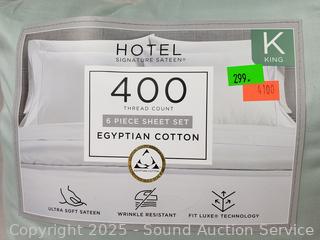 HOTEL
SIGNATURE SATEEN®
K
KING
400
THREAD COUNT
299.
4100
6 PIECE SHEET SET
EGYPTIAN COTTON
ULTRA SOFT SATEEN
WRINKLE RESISTANT
FIT LUXE® TECHNOLOGY
Copyright 2025 - Sound Auction Service